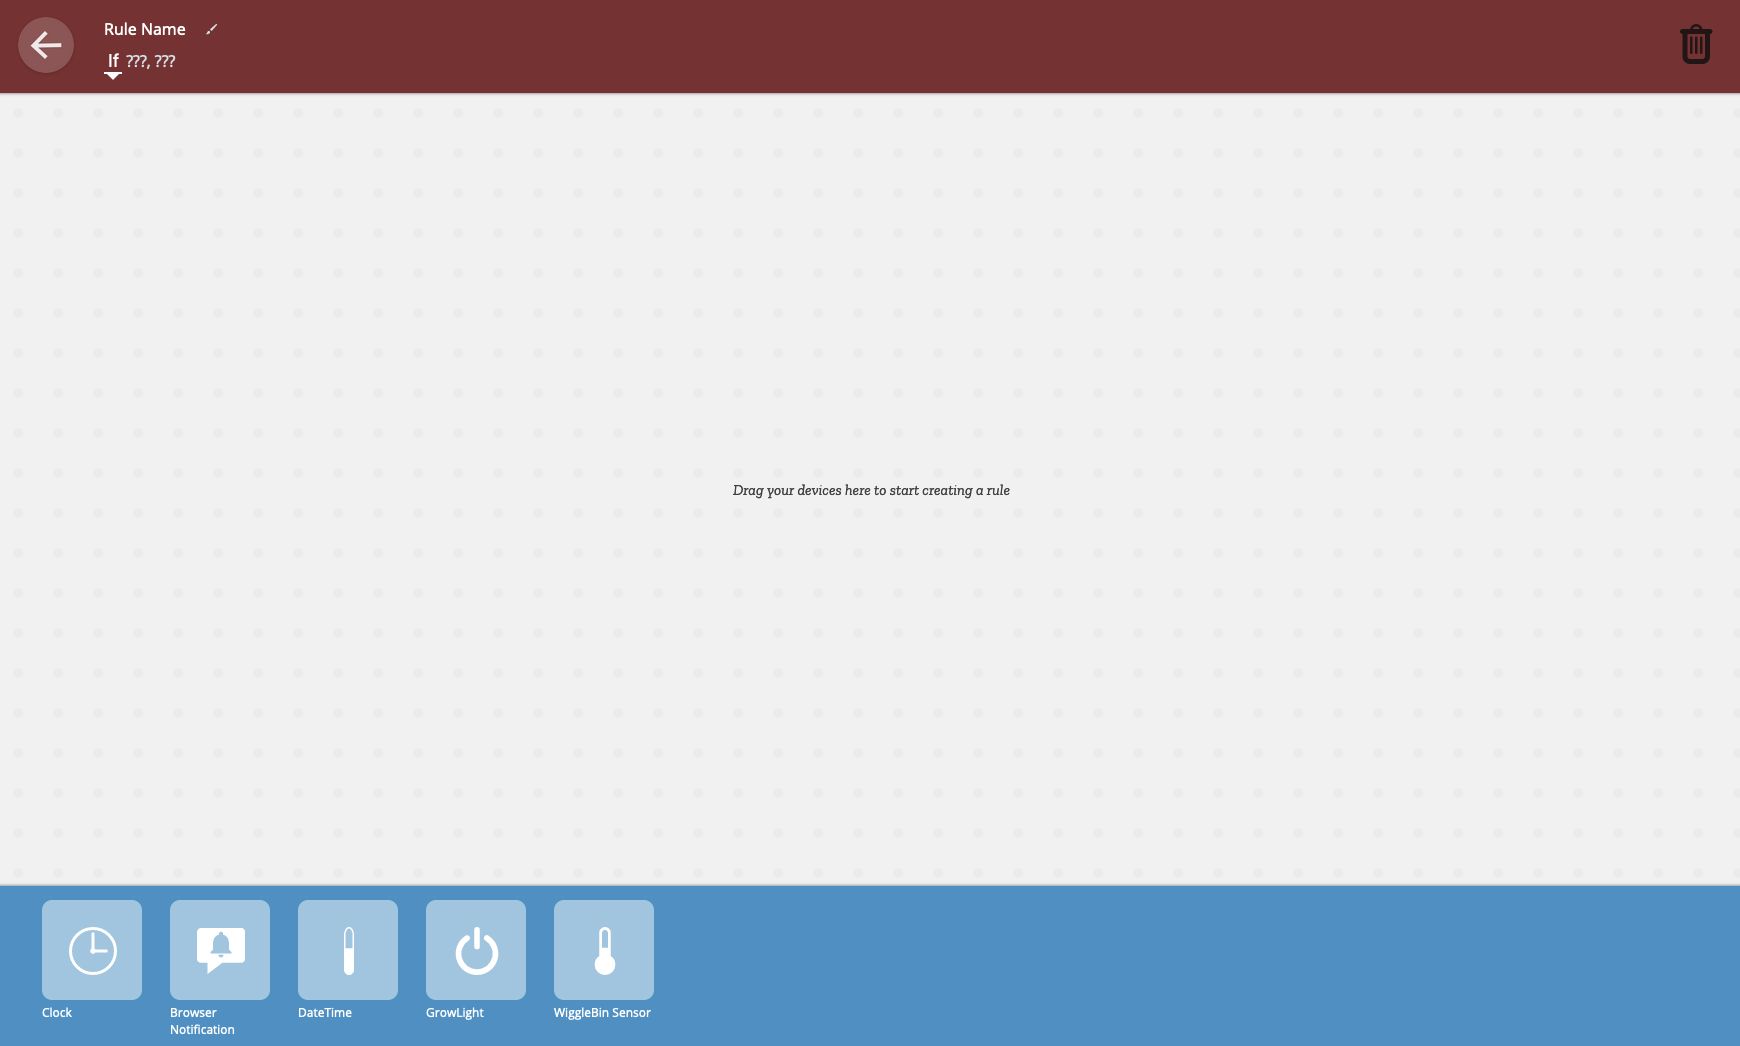 Rule Name
If ???, ???
Drag your devices here to start creating a rule
Clock
Browser
Notification
DateTime
GrowLight
WiggleBin Sensor